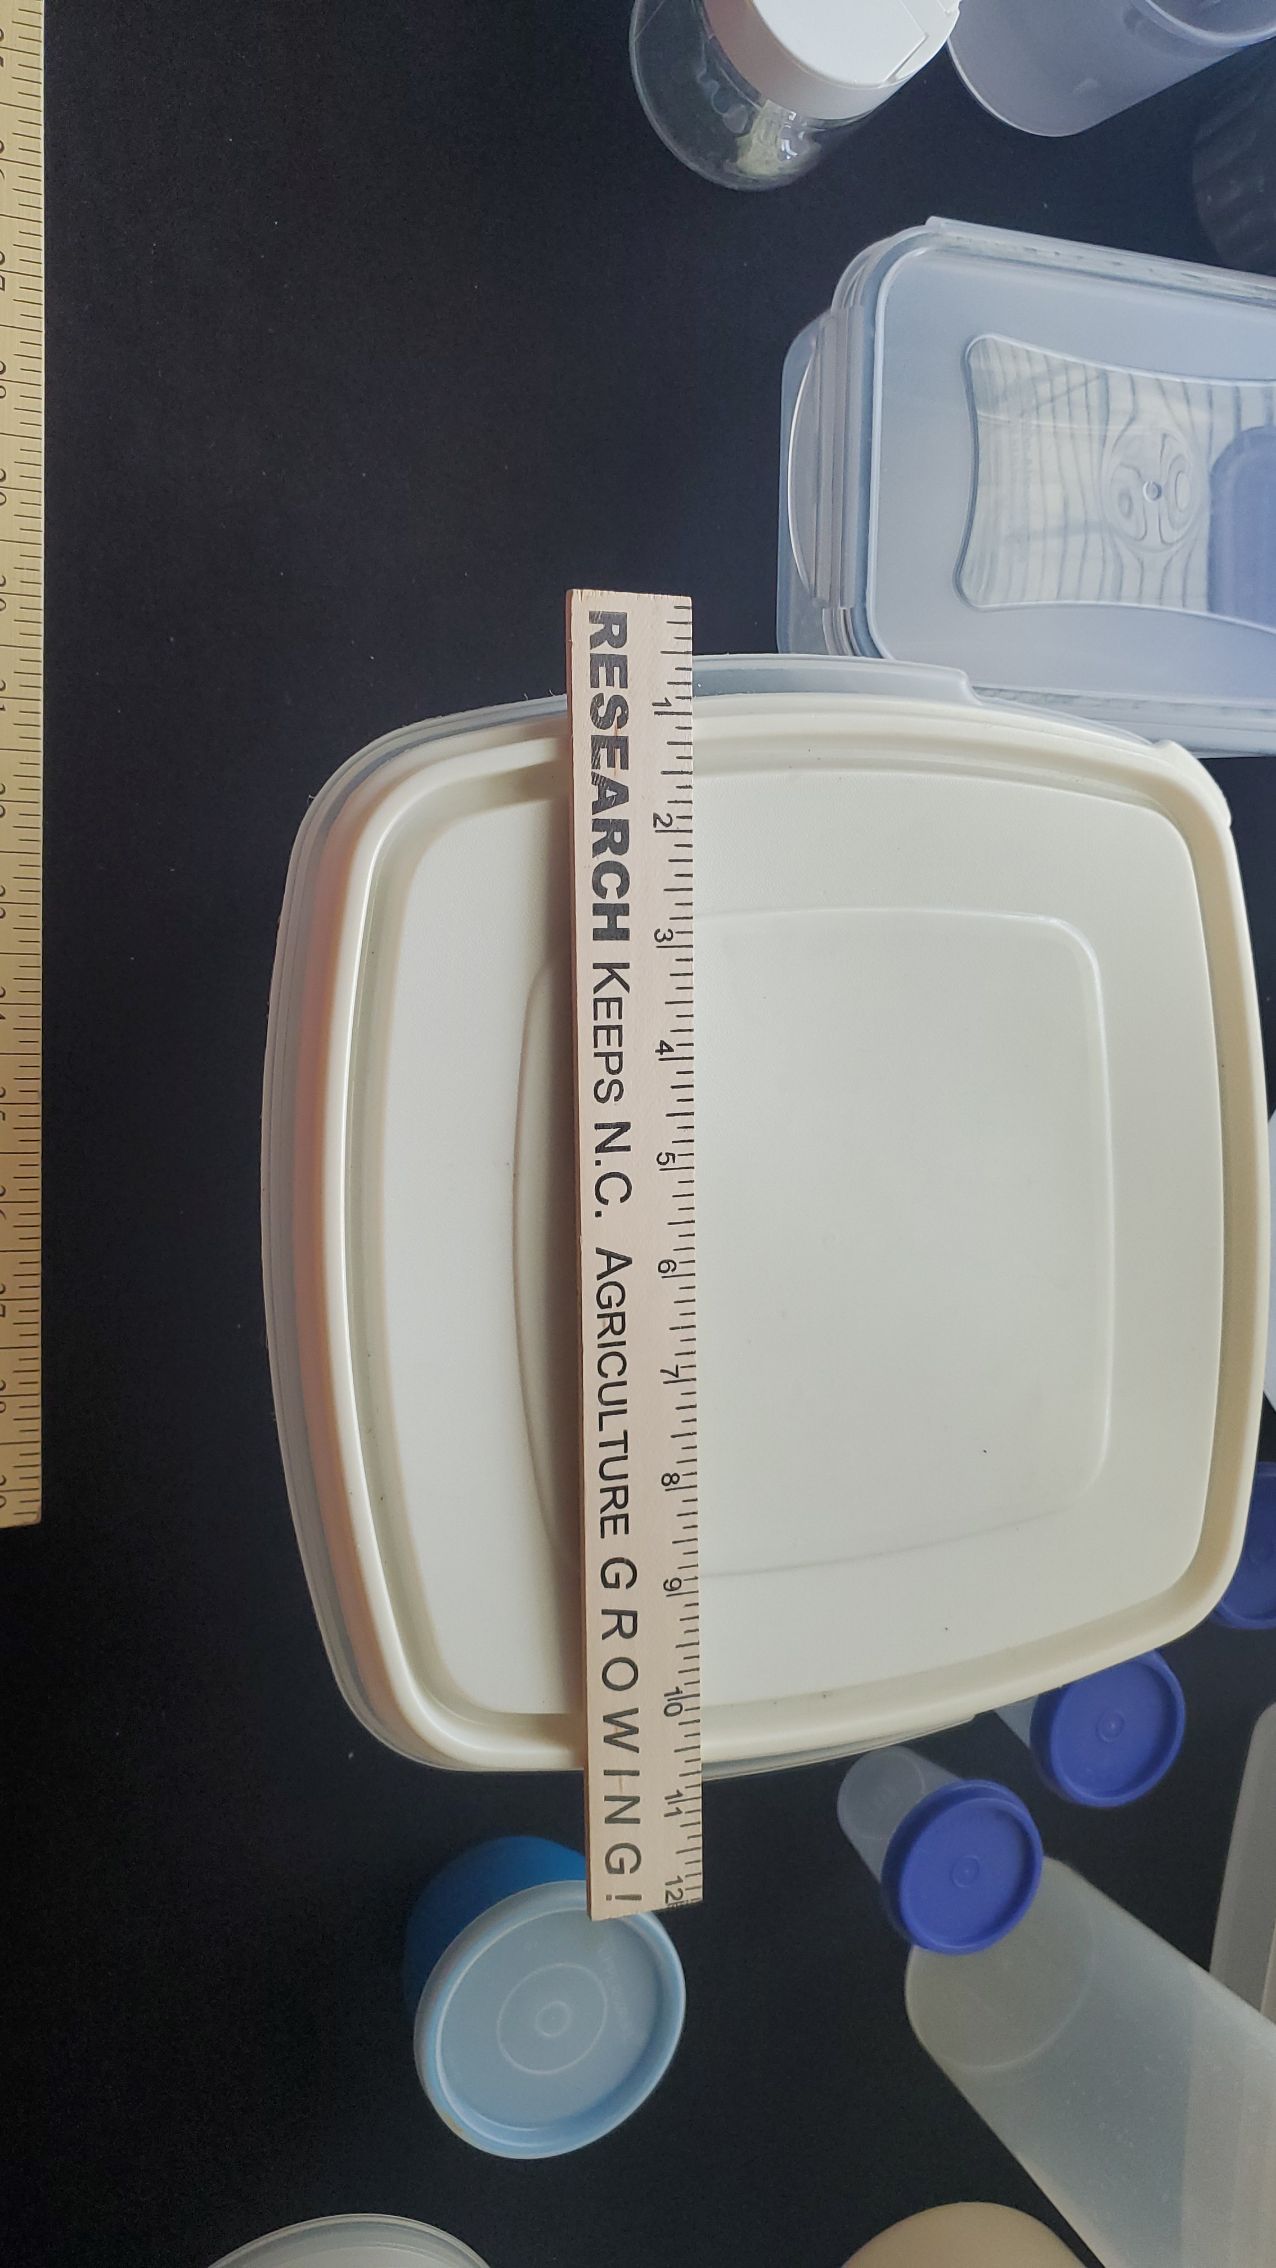 RESEARCH KEEPS N.C. AGRICULTURE GROWING!
1 2 3 4 5 6 7 8 9 10 11 12